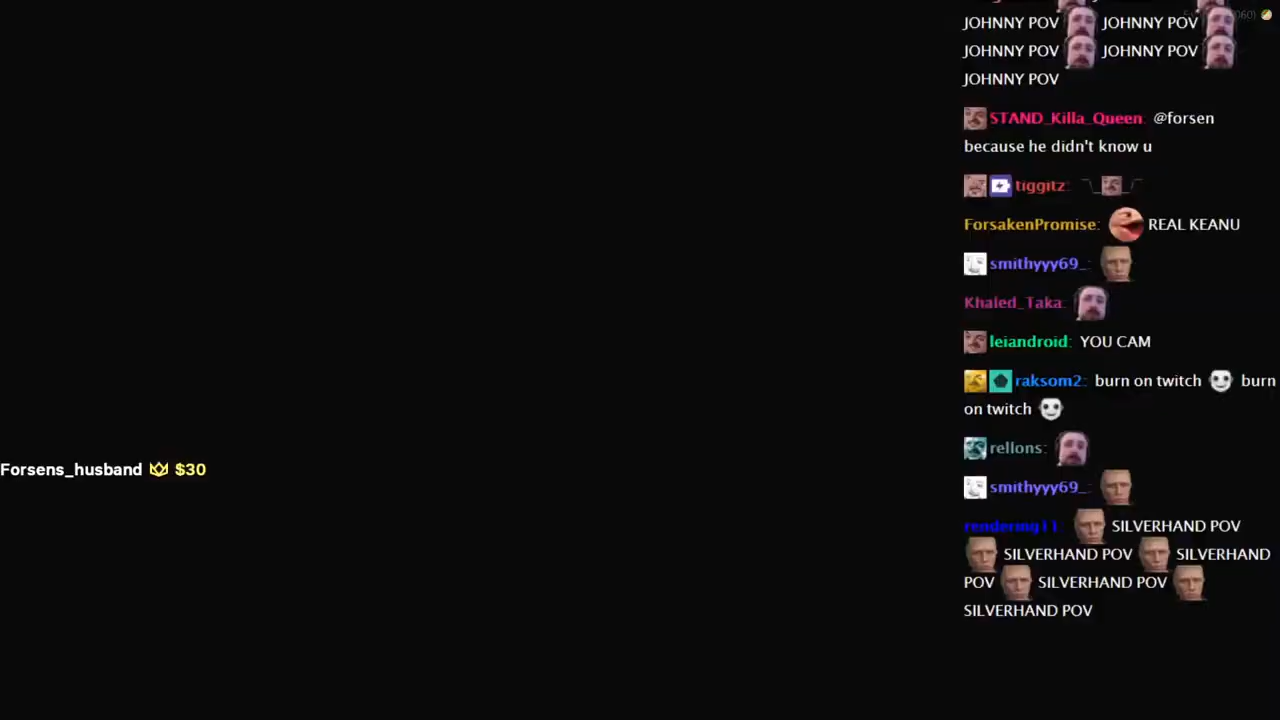 JOHNNY POV JOHNNY POV
JOHNNY POV JOHNNY POV
JOHNNY POV
STAND_Killa_Queen: @forsen
because he didn't know u
tiggitz:
ForsakenPromise: REAL KEANU
smithyyy69_:
Khaled_Taka:
leiandroid: YOU CAM
raksom2: burn on twitch burn
on twitch
rellons:
Forsens_husband $30
smithyyy69_:
rendering11: SILVERHAND POV
SILVERHAND POV SILVERHAND
POV SILVERHAND POV
SILVERHAND POV